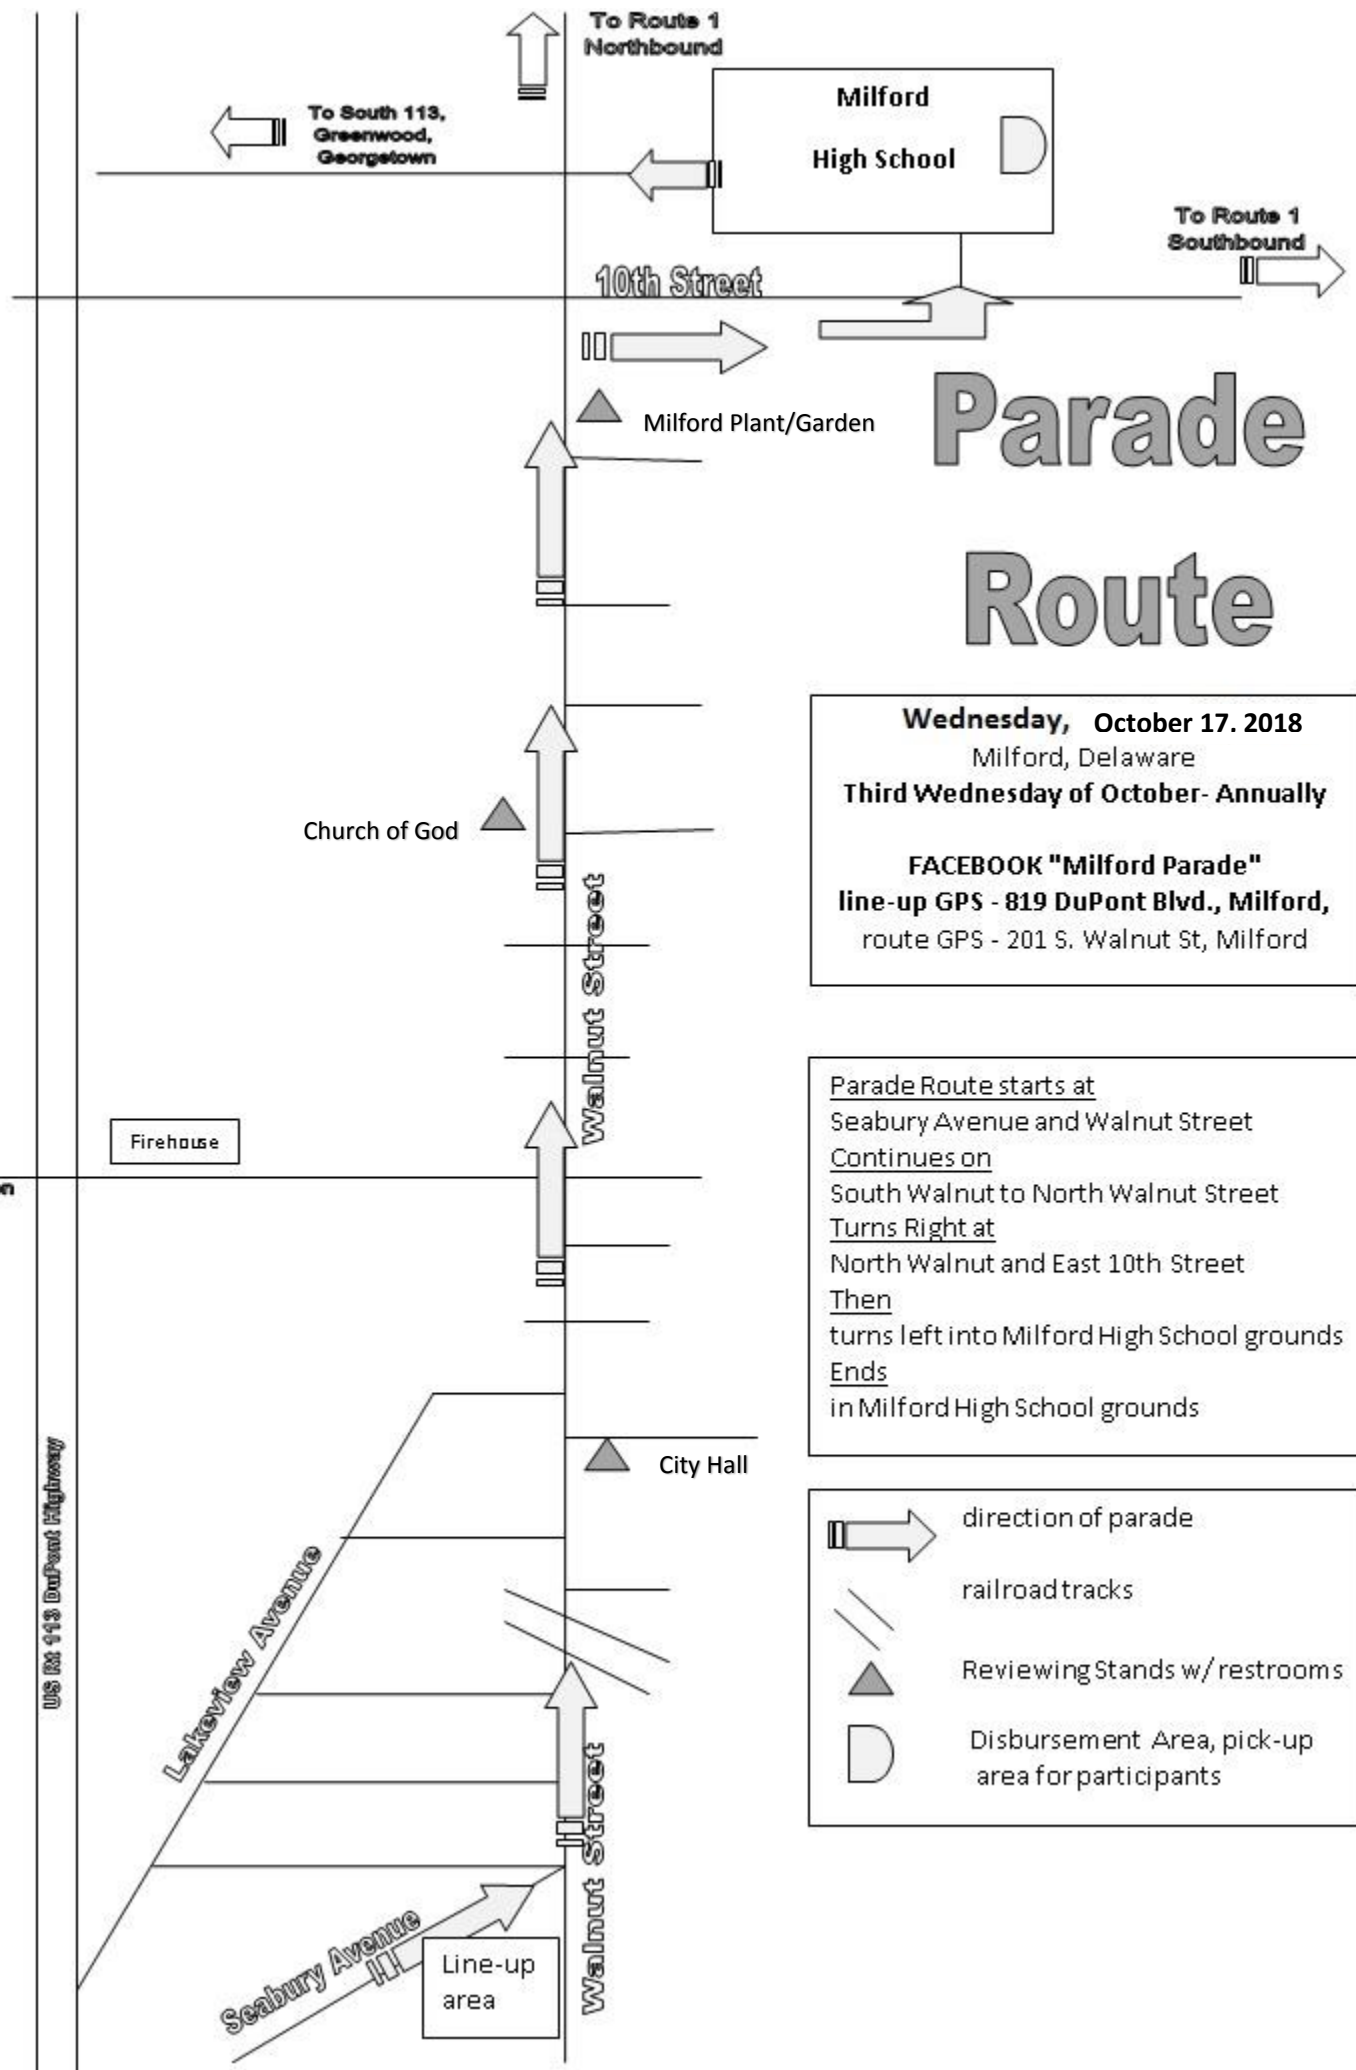 To Route 1
Northbound
To South 113,
Greenwood,
Georgetown
Milford
High School
To Route 1
Southbound
10th Street
Milford Plant/Garden
Parade
Route
Wednesday, October 17. 2018
Milford, Delaware
Third Wednesday of October- Annually
FACEBOOK "Milford Parade"
line-up GPS - 819 DuPont Blvd., Milford,
route GPS - 201 S. Walnut St, Milford
Church of God
Walnut Street
Firehouse
Parade Route starts at
Seabury Avenue and Walnut Street
Continues on
South Walnut to North Walnut Street
Turns Right at
North Walnut and East 10th Street
Then
turns left into Milford High School grounds
Ends
in Milford High School grounds
City Hall
US Rt 113 DuPont Highway
Lakeview Avenue
direction of parade
railroad tracks
Reviewing Stands w/ restrooms
Disbursement Area, pick-up
area for participants
Walnut Street
Seabury Avenue
Line-up
area